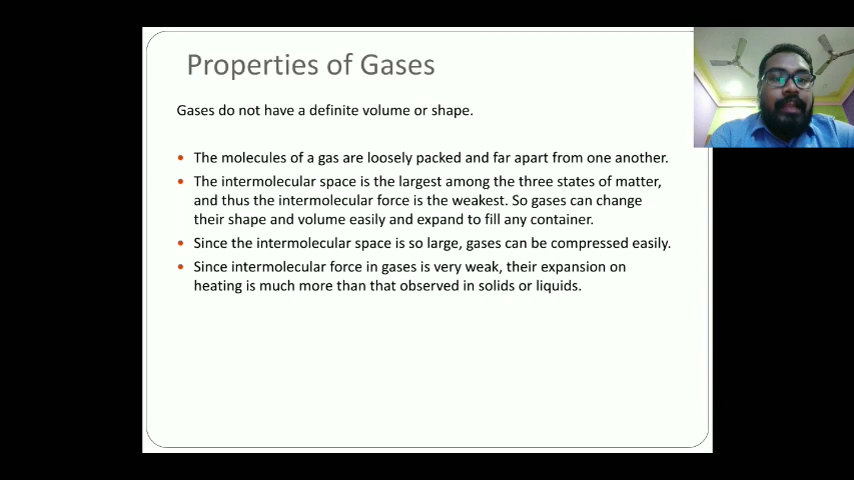 Properties of Gases
Gases do not have a definite volume or shape.
• The molecules of a gas are loosely packed and far apart from one another.
• The intermolecular space is the largest among the three states of matter,
and thus the intermolecular force is the weakest. So gases can change
their shape and volume easily and expand to fill any container.
• Since the intermolecular space is so large, gases can be compressed easily.
• Since intermolecular force in gases is very weak, their expansion on
heating is much more than that observed in solids or liquids.